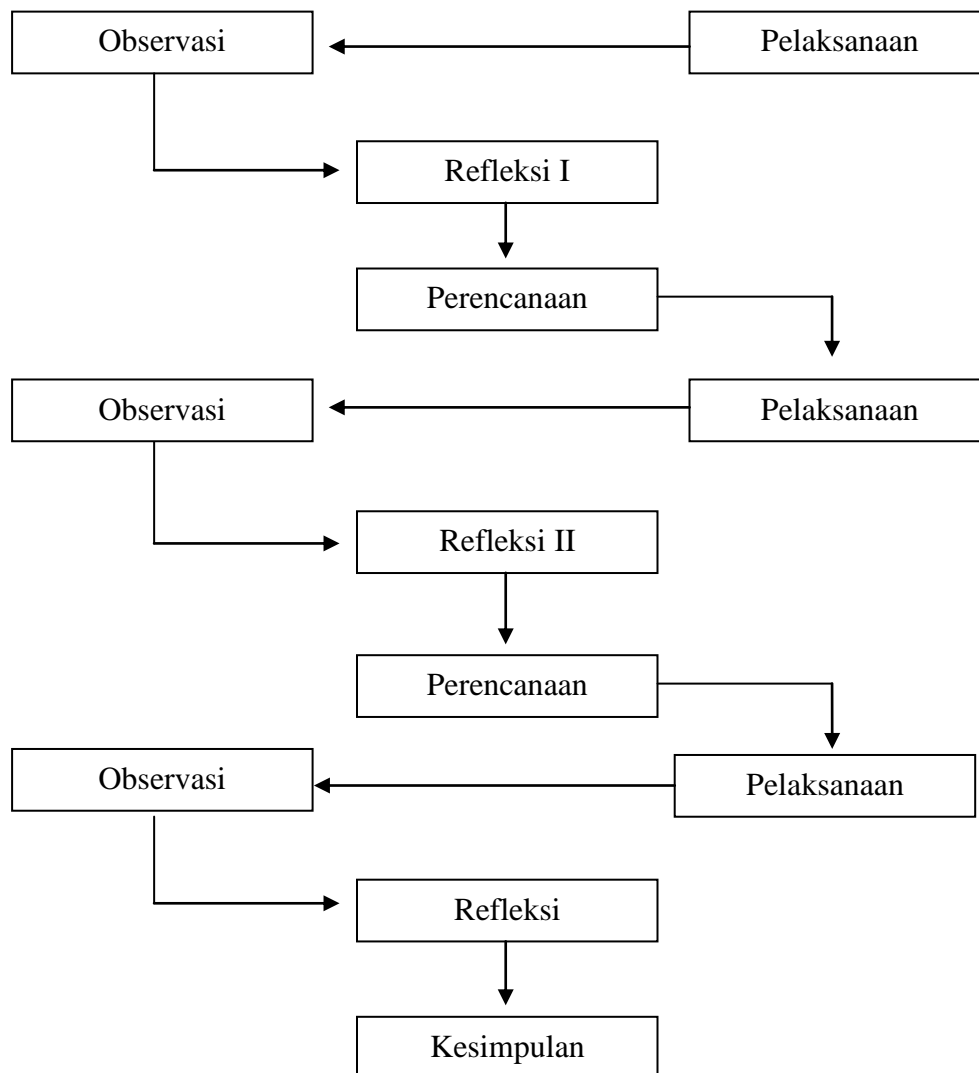 Observasi
Pelaksanaan
Refleksi I
Perencanaan
Observasi
Pelaksanaan
Refleksi II
Perencanaan
Observasi
Pelaksanaan
Refleksi
Kesimpulan